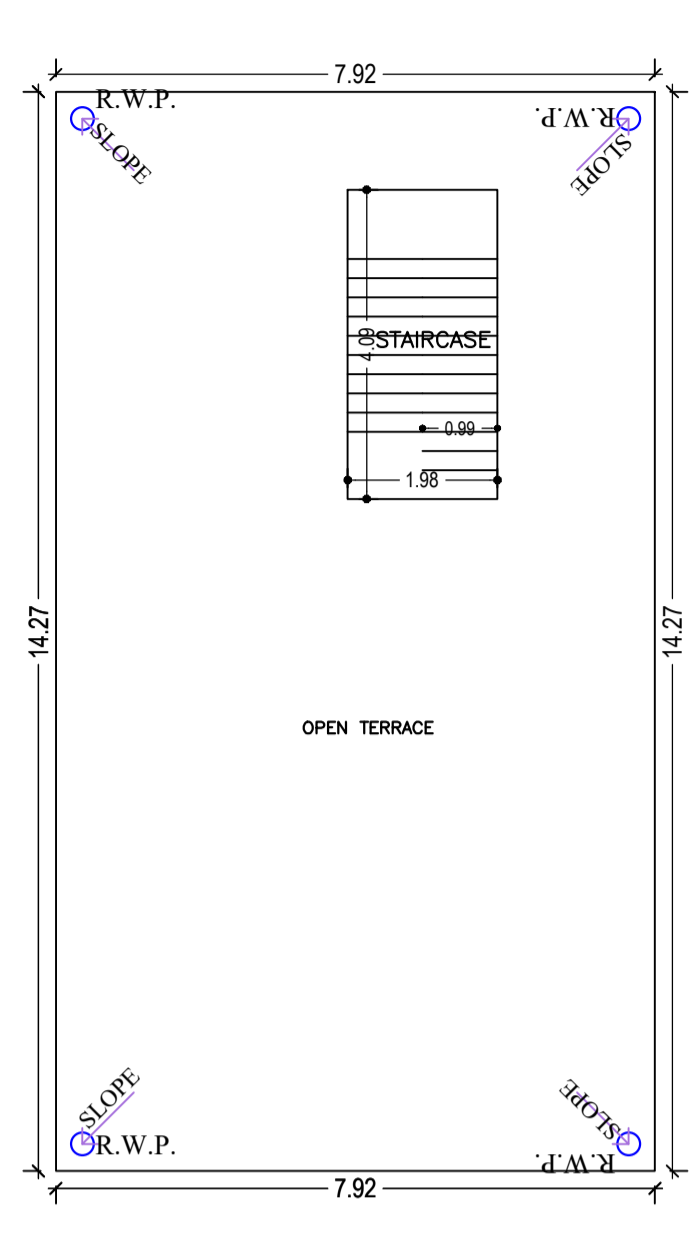 7.92
R.W.P.
R.W.P.
SLOPE
SLOPE
4.09
STAIRCASE
0.99
1.98
14.27
14.27
OPEN TERRACE
SLOPE
SLOPE
R.W.P.
R.W.P.
7.92